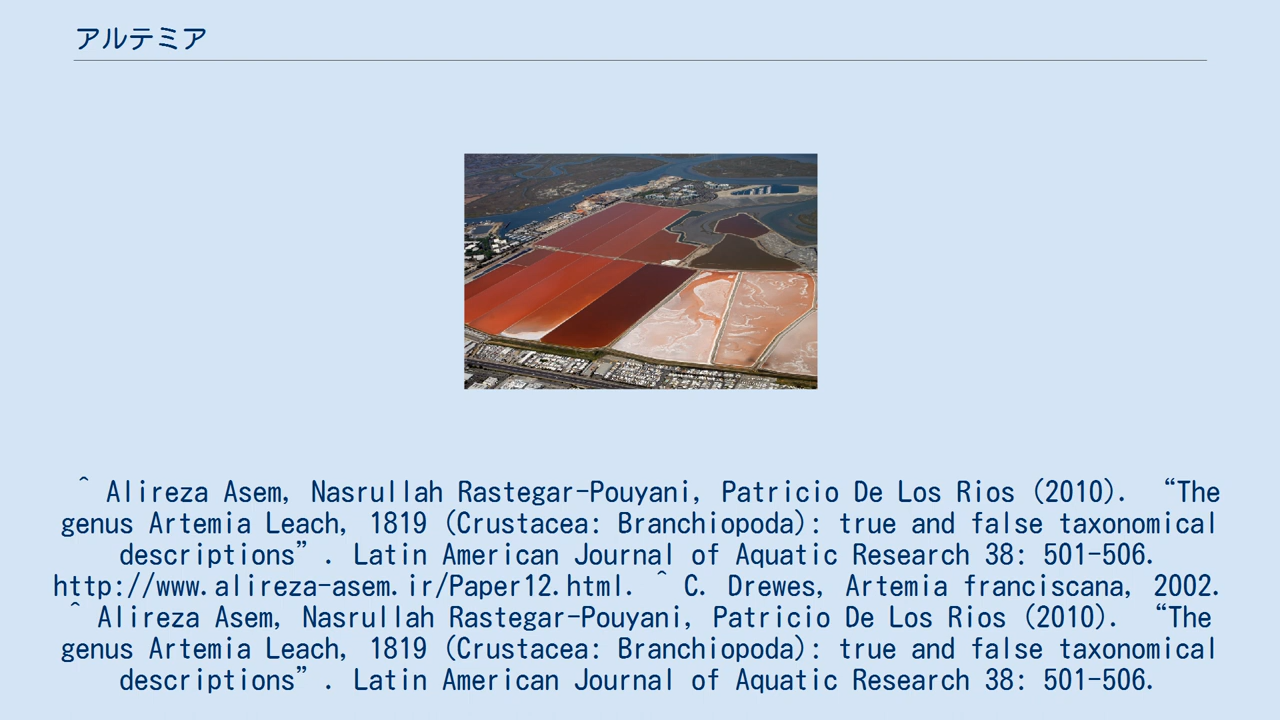 アルテミア
^ Alireza Asem, Nasrullah Rastegar-Pouyani, Patricio De Los Rios (2010). “The
genus Artemia Leach, 1819 (Crustacea: Branchiopoda): true and false taxonomical
descriptions”. Latin American Journal of Aquatic Research 38: 501-506.
http://www.alireza-asem.ir/Paper12.html. ^ C. Drewes, Artemia franciscana, 2002.
^ Alireza Asem, Nasrullah Rastegar-Pouyani, Patricio De Los Rios (2010). “The
genus Artemia Leach, 1819 (Crustacea: Branchiopoda): true and false taxonomical
descriptions”. Latin American Journal of Aquatic Research 38: 501-506.